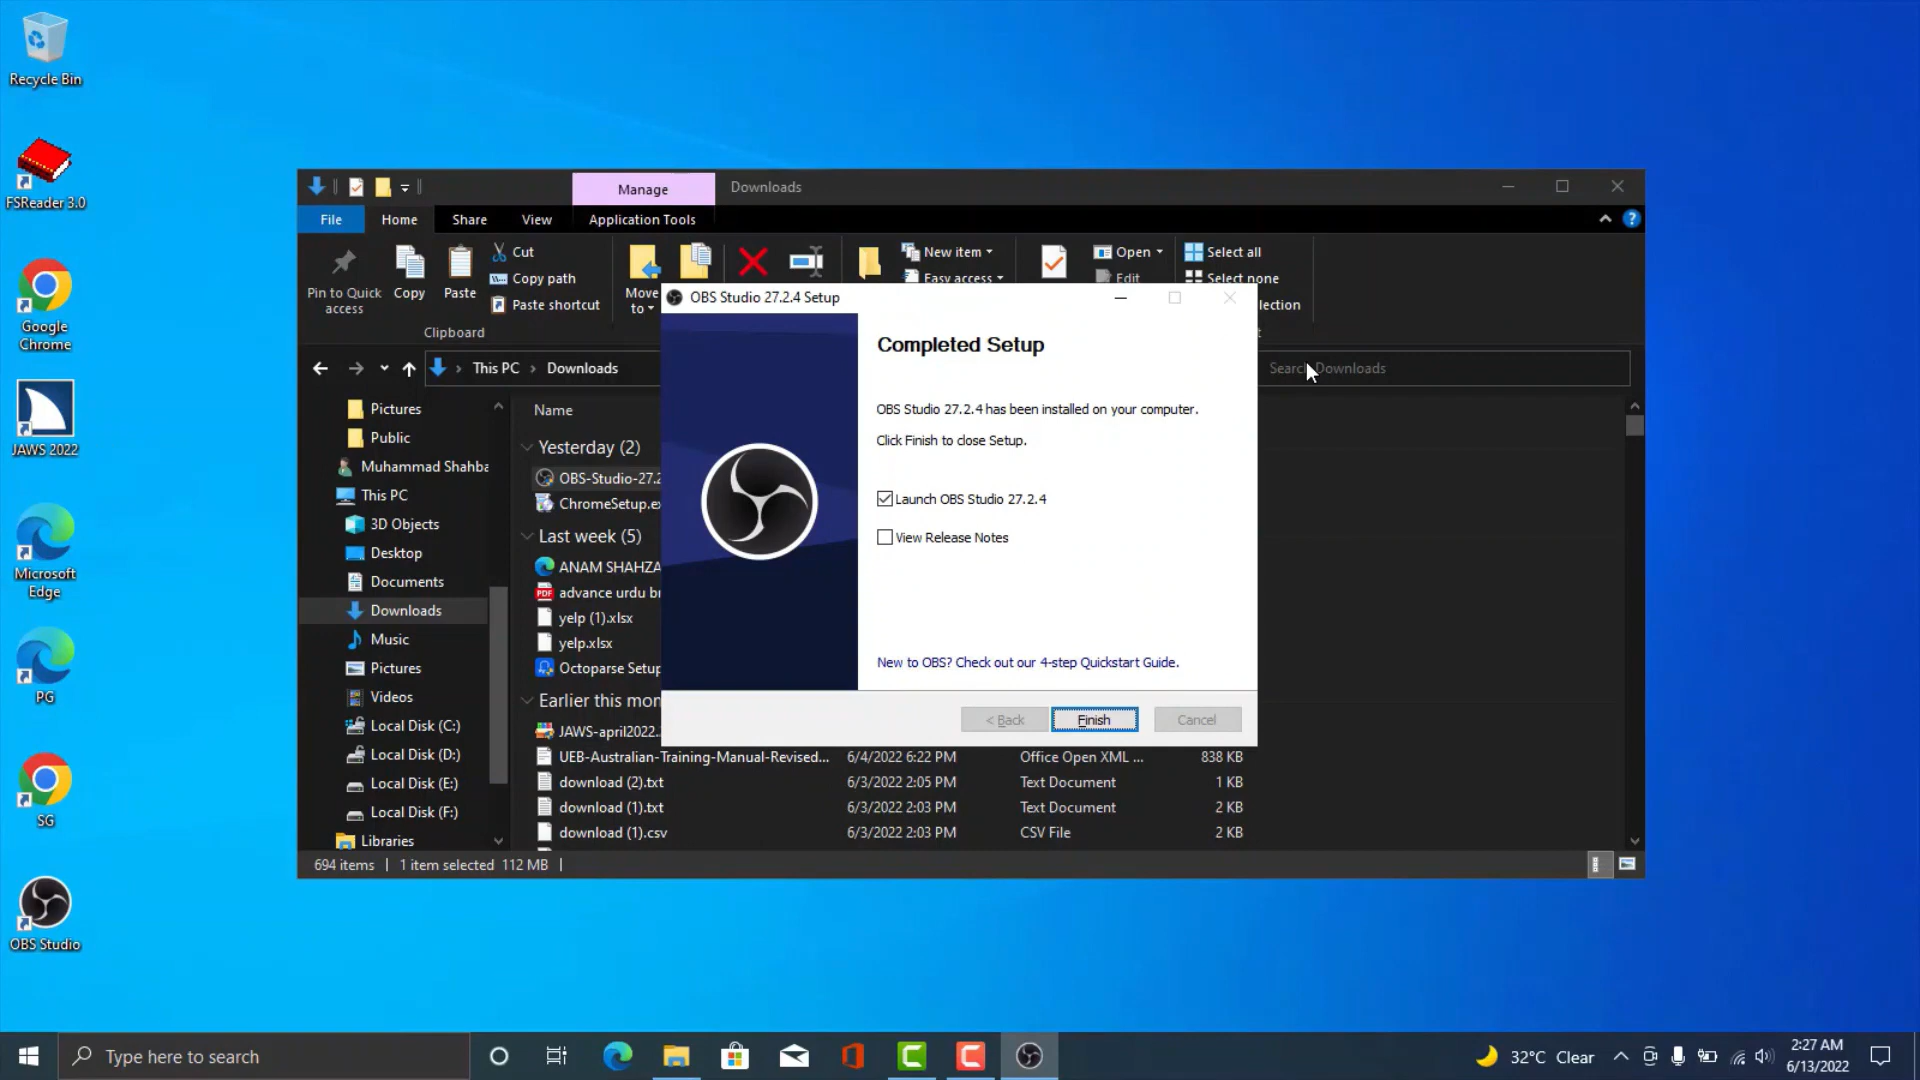 Recycle Bin
FSReader 3.0
Google
Chrome
JAWS 2022
Microsoft
Edge
PG
SG
OBS Studio
Manage
Downloads
File
Home
Share
View
Application Tools
Pin to Quick
access
Copy
Paste
Cut
Copy path
Paste shortcut
Clipboard
Move
to
New item
Easy access
Open
Edit
Select all
Select none
lection
This PC
Downloads
Search Downloads
Pictures
Public
Muhammad Shahba
This PC
3D Objects
Desktop
Documents
Downloads
Music
Pictures
Videos
Local Disk (C:)
Local Disk (D:)
Local Disk (E:)
Local Disk (F:)
Libraries
Name
Yesterday (2)
OBS-Studio-27.2
ChromeSetup.ex
Last week (5)
ANAM SHAHZA
advance urdu br
yelp (1).xlsx
yelp.xlsx
Octoparse Setup
Earlier this mon
JAWS-april2022.
UEB-Australian-Training-Manual-Revised... 6/4/2022 6:22 PM Office Open XML ... 838 KB
download (2).txt 6/3/2022 2:05 PM Text Document 1 KB
download (1).txt 6/3/2022 2:03 PM Text Document 2 KB
download (1).csv 6/3/2022 2:03 PM CSV File 2 KB
694 items 1 item selected 112 MB
OBS Studio 27.2.4 Setup
Completed Setup
OBS Studio 27.2.4 has been installed on your computer.
Click Finish to close Setup.
Launch OBS Studio 27.2.4
View Release Notes
New to OBS? Check out our 4-step Quickstart Guide.
< Back
Finish
Cancel
Type here to search
32°C Clear
2:27 AM
6/13/2022